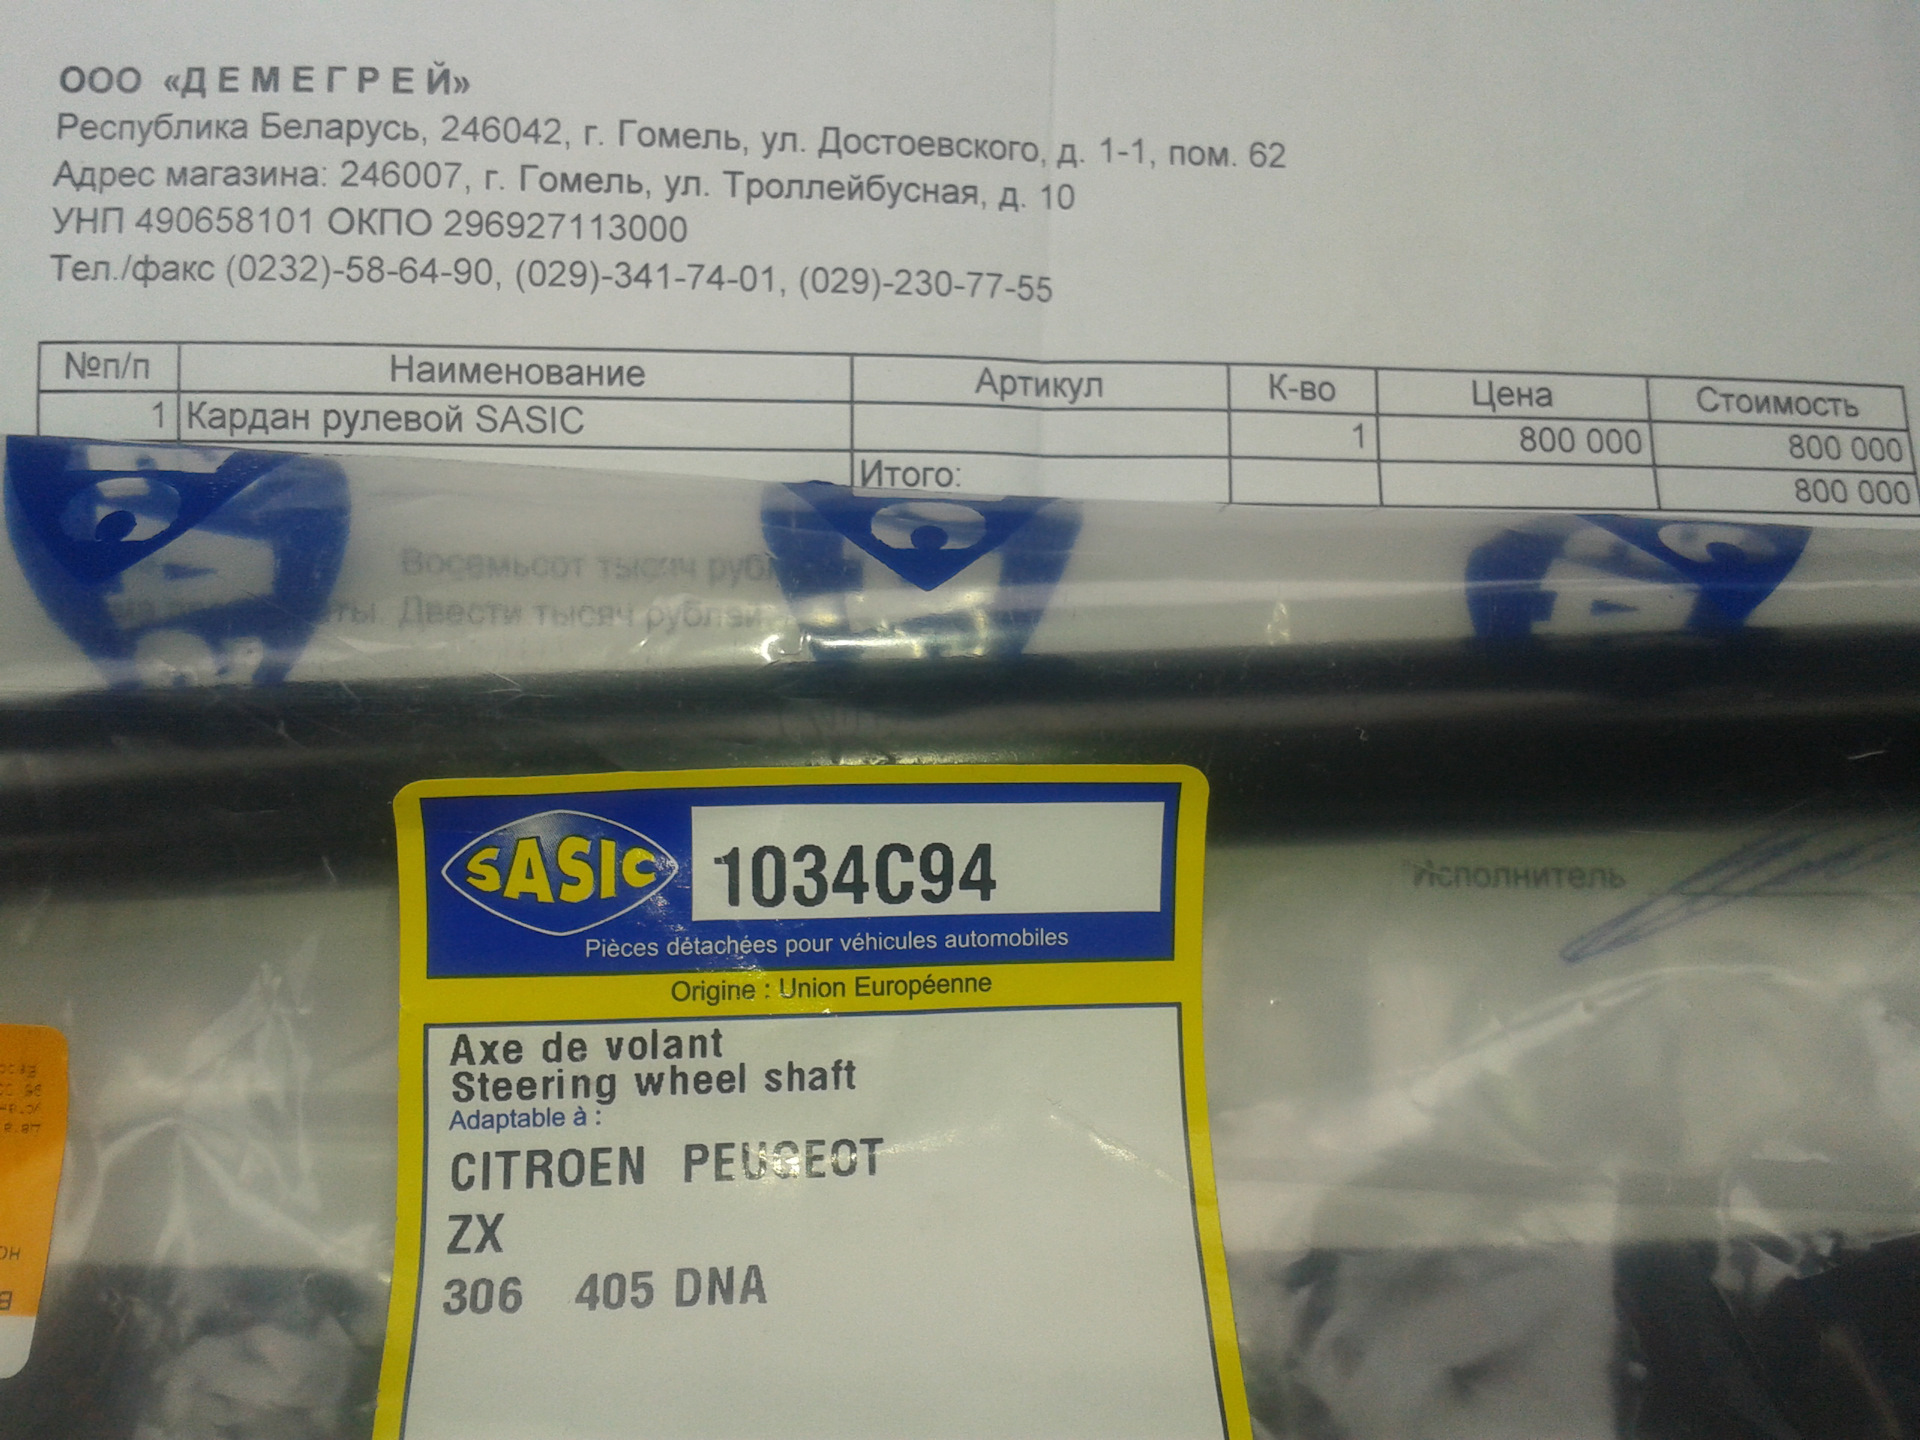 ООО «ДЕМЕГРЕЙ»
Республика Беларусь, 246042, г. Гомель, ул. Достоевского, д. 1-1, пом. 62
Адрес магазина: 246007, г. Гомель, ул. Троллейбусная, д. 10
УНП 490658101 ОКПО 296927113000
Тел./факс (0232)-58-64-90, (029)-341-74-01, (029)-230-77-55
№п/п Наименование Артикул К-во Цена Стоимость
1 Кардан рулевой SASIC 1 800 000 800 000
Итого: 800 000
Восемьсот тысяч
Двести тысяч рублей
SASIC 1034C94
Pièces détachées pour véhicules automobiles
Origine : Union Européenne
Исполнитель
Axe de volant
Steering wheel shaft
Adaptable à :
CITROEN PEUGEOT
ZX
306 405 DNA